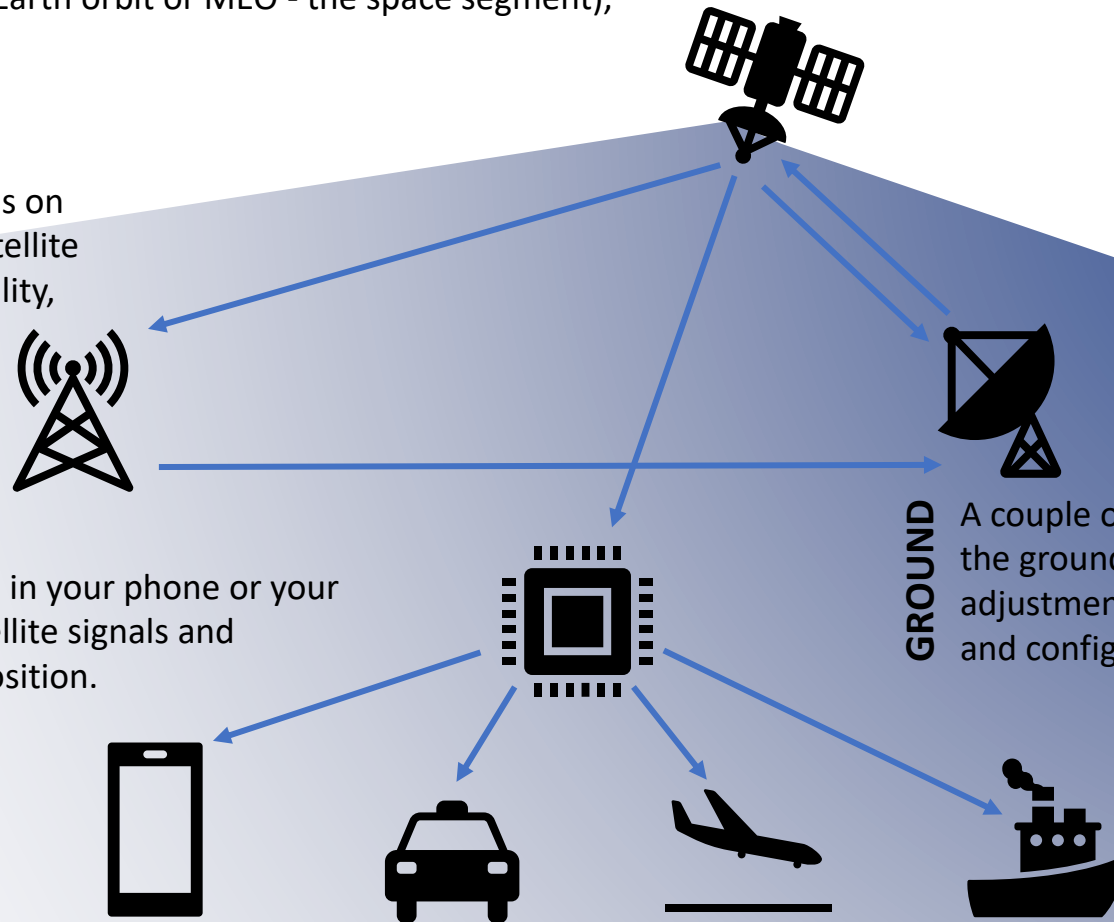 Earth orbit or MEO - the space segment),
s on
tellite
lity,
in your phone or your
ellite signals and
osition.
GROUND
A couple o
the ground
adjustmen
and config